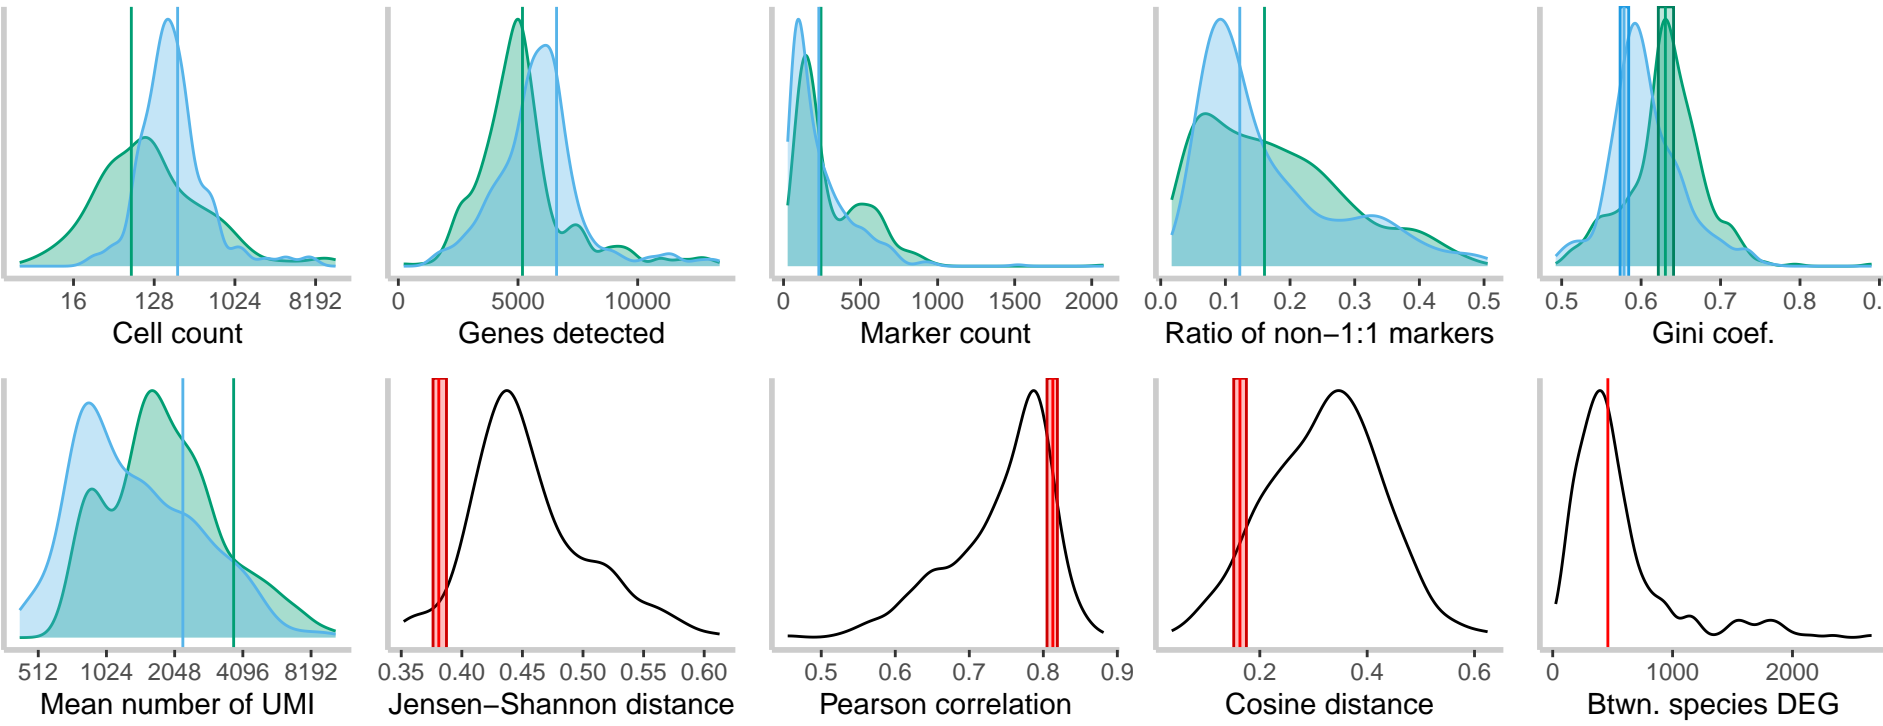 16 128 1024 8192
Cell count
0 5000 10000
Genes detected
0 500 1000 1500 2000
Marker count
0.0 0.1 0.2 0.3 0.4 0.5
Ratio of non−1:1 markers
0.5 0.6 0.7 0.8 0.
Gini coef.
512 1024 2048 4096 8192
Mean number of UMI
0.35 0.40 0.45 0.50 0.55 0.60
Jensen−Shannon distance
0.5 0.6 0.7 0.8 0.9
Pearson correlation
0.2 0.4 0.6
Cosine distance
0 1000 2000
Btwn. species DEG